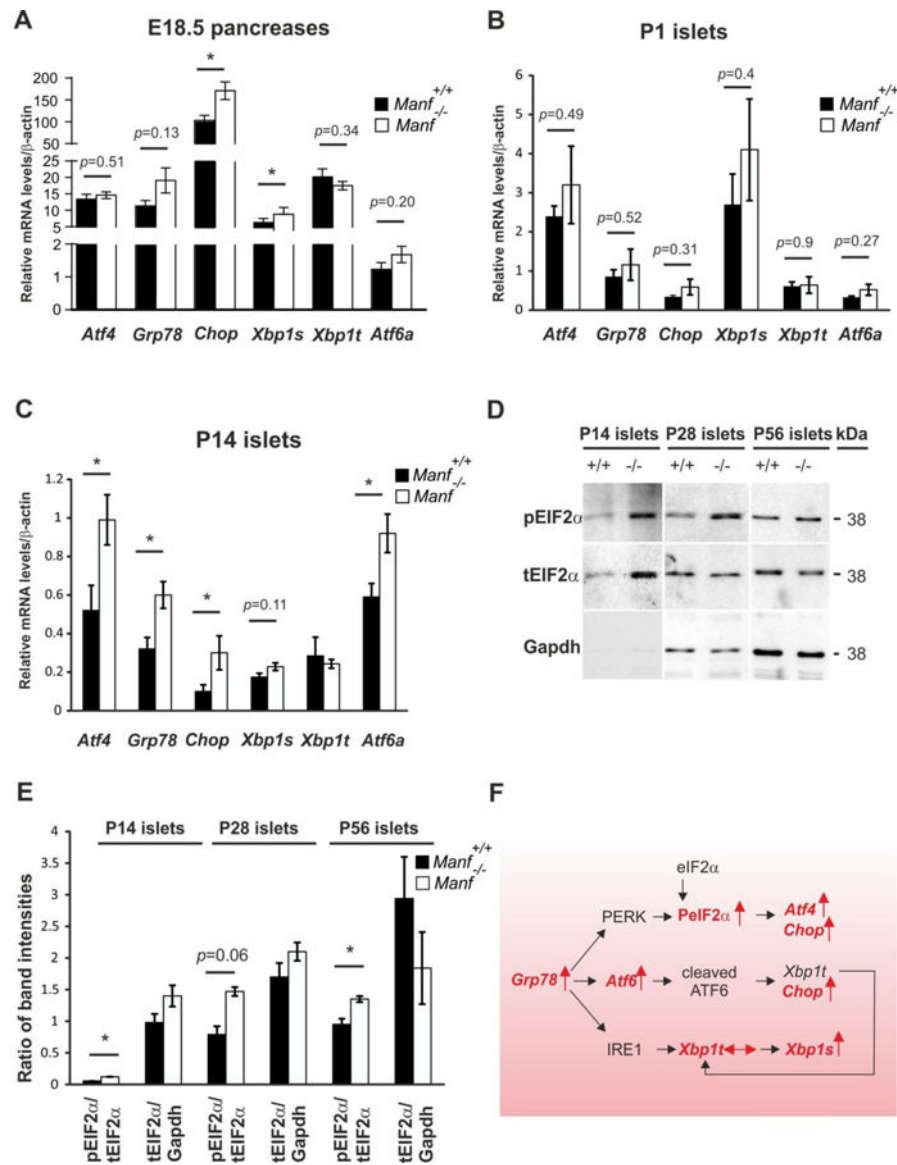 A
E18.5 pancreases
Relative mRNA levels/β-actin
200
150
100
50
25
20
15
10
5
2
1
0
p=0.51
p=0.13
*
*
p=0.34
p=0.20
Manf+/+
Manf-/-
Atf4 Grp78 Chop Xbp1s Xbp1t Atf6a
B
P1 islets
Relative mRNA levels/β-actin
6
5
4
3
2
1
0
p=0.49
p=0.52
p=0.31
p=0.4
p=0.9
p=0.27
Manf+/+
Manf-/-
Atf4 Grp78 Chop Xbp1s Xbp1t Atf6a
C
P14 islets
Relative mRNA levels/β-actin
1.2
1
0.8
0.6
0.4
0.2
0
*
*
*
p=0.11
*
Manf+/+
Manf-/-
Atf4 Grp78 Chop Xbp1s Xbp1t Atf6a
D
P14 islets P28 islets P56 islets kDa
+/+ -/- +/+ -/- +/+ -/-
pEIF2α - 38
tEIF2α - 38
Gapdh - 38
E
P14 islets P28 islets P56 islets
Ratio of band intensities
4
3.5
3
2.5
2
1.5
1
0.5
0
*
p=0.06
*
Manf+/+
Manf-/-
pEIF2α/ tEIF2α
tEIF2α/ Gapdh
pEIF2α/ tEIF2α
tEIF2α/ Gapdh
pEIF2α/ tEIF2α
tEIF2α/ Gapdh
F
eIF2α
PERK PeIF2α Atf4
Chop
Grp78 Atf6 cleaved ATF6 Xbp1t
Chop
IRE1 Xbp1t Xbp1s